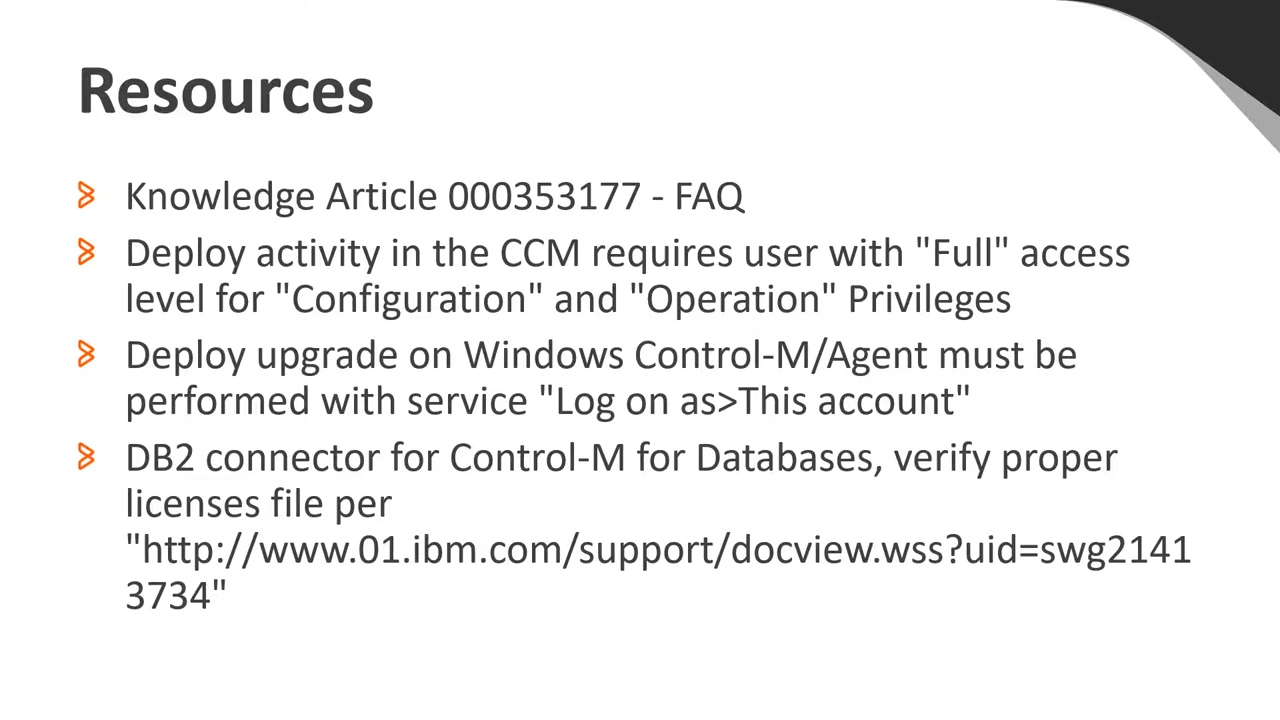 Resources
Knowledge Article 000353177 - FAQ
Deploy activity in the CCM requires user with "Full" access
level for "Configuration" and "Operation" Privileges
Deploy upgrade on Windows Control-M/Agent must be
performed with service "Log on as>This account"
DB2 connector for Control-M for Databases, verify proper
licenses file per
"http://www.01.ibm.com/support/docview.wss?uid=swg2141
3734"